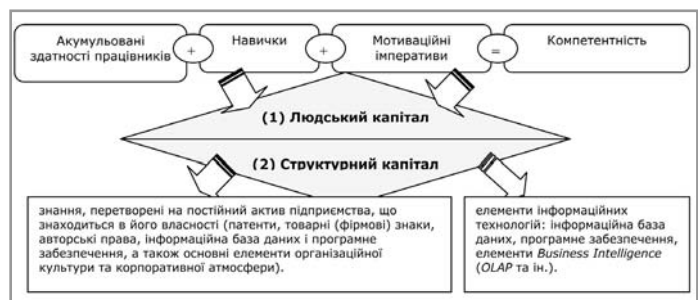 Акумульовані
здатності працівників
+
Навички
+
Мотиваційні
імперативи
=
Компетентність
(1) Людський капітал
(2) Структурний капітал
знання, перетворені на постійний актив підприємства, що
знаходиться в його власності (патенти, товарні (фірмові) знаки,
авторські права, інформаційна база даних і програмне
забезпечення, а також основні елементи організаційної
культури та корпоративної атмосфери).
елементи інформаційних
технологій: інформаційна база
даних, програмне забезпечення,
елементи Business Intelligence
(OLAP та ін.).